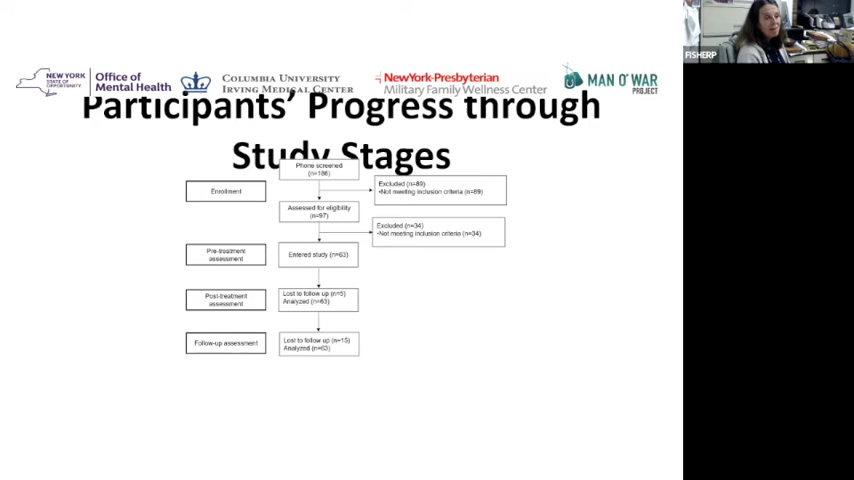 NEW YORK
STATE OF
OPPORTUNITY.
Office of
Mental Health
COLUMBIA UNIVERSITY
IRVING MEDICAL CENTER
NewYork-Presbyterian
Military Family Wellness Center
MAN O' WAR
PROJECT
FISHERP
Participants' Progress through
Study Stages
Phone screened
(n=186)
Enrollment
Excluded (n=89)
•Not meeting inclusion criteria (n=89)
Assessed for eligibility
(n=97)
Excluded (n=34)
•Not meeting inclusion criteria (n=34)
Pre-treatment
assessment
Entered study (n=63)
Post-treatment
assessment
Lost to follow up (n=5)
Analyzed (n=63)
Follow-up assessment
Lost to follow up (n=15)
Analyzed (n=63)